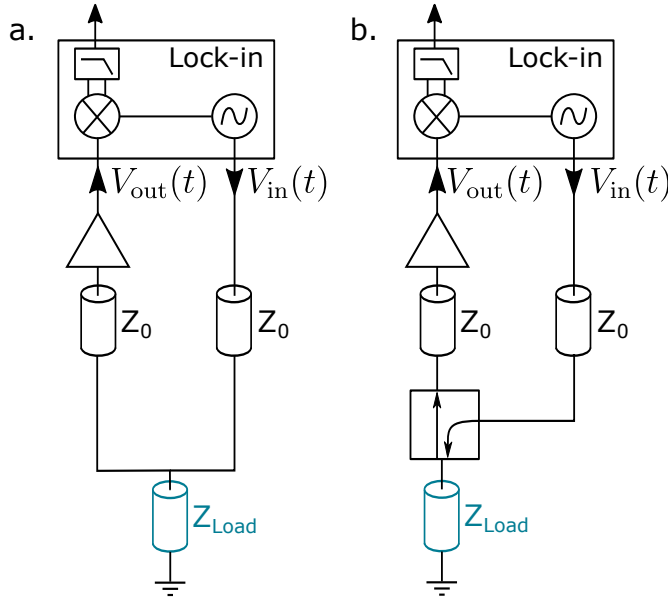 a.
Lock-in
V_out(t)
V_in(t)
Z_0
Z_0
Z_Load
b.
Lock-in
V_out(t)
V_in(t)
Z_0
Z_0
Z_Load